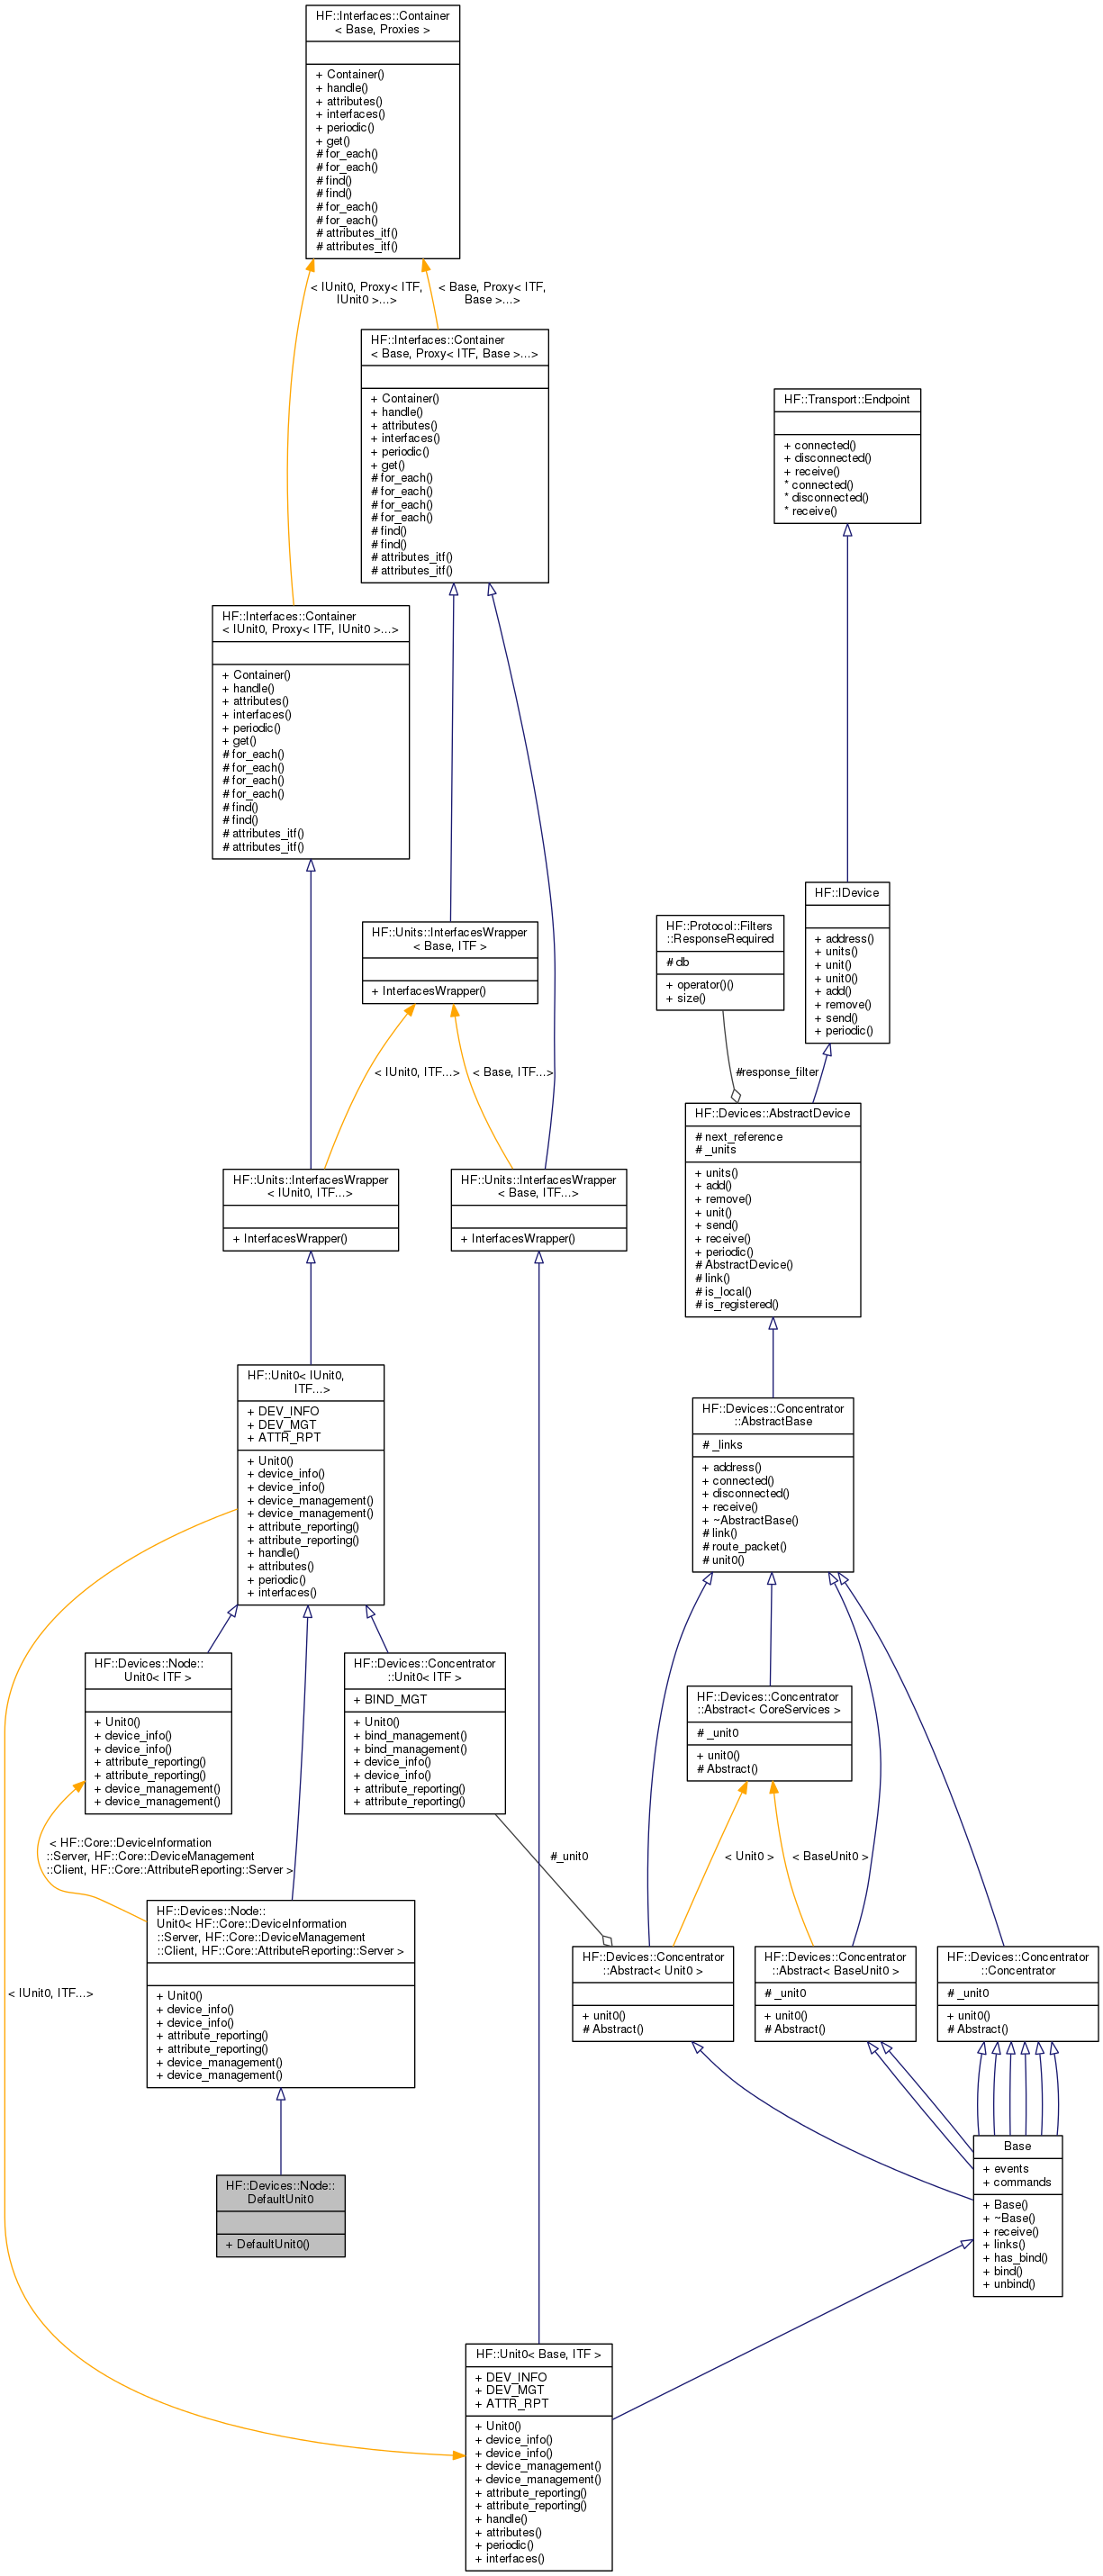 HF::Interfaces::Container
< Base, Proxies >
+ Container()
+ handle()
+ attributes()
+ interfaces()
+ periodic()
+ get()
# for_each()
# for_each()
# find()
# find()
# for_each()
# for_each()
# attributes_itf()
# attributes_itf()
< IUnit0, Proxy< ITF,
IUnit0 >...>
< Base, Proxy< ITF,
Base >...>
HF::Interfaces::Container
< Base, Proxy< ITF, Base >...>
+ Container()
+ handle()
+ attributes()
+ interfaces()
+ periodic()
+ get()
# for_each()
# for_each()
# for_each()
# for_each()
# find()
# find()
# attributes_itf()
# attributes_itf()
HF::Transport::Endpoint
+ connected()
+ disconnected()
+ receive()
* connected()
* disconnected()
* receive()
HF::Interfaces::Container
< IUnit0, Proxy< ITF, IUnit0 >...>
+ Container()
+ handle()
+ attributes()
+ interfaces()
+ periodic()
+ get()
# for_each()
# for_each()
# for_each()
# for_each()
# find()
# find()
# attributes_itf()
# attributes_itf()
HF::IDevice
+ address()
+ units()
+ unit()
+ unit0()
+ add()
+ remove()
+ send()
+ periodic()
HF::Protocol::Filters
::ResponseRequired
# db
+ operator()()
+ size()
HF::Units::InterfacesWrapper
< Base, ITF >
+ InterfacesWrapper()
< IUnit0, ITF...>
< Base, ITF...>
#response_filter
HF::Devices::AbstractDevice
# next_reference
# _units
+ units()
+ add()
+ remove()
+ unit()
+ send()
+ receive()
+ periodic()
# AbstractDevice()
# link()
# is_local()
# is_registered()
HF::Units::InterfacesWrapper
< IUnit0, ITF...>
+ InterfacesWrapper()
HF::Units::InterfacesWrapper
< Base, ITF...>
+ InterfacesWrapper()
HF::Unit0< IUnit0,
ITF...>
+ DEV_INFO
+ DEV_MGT
+ ATTR_RPT
+ Unit0()
+ device_info()
+ device_info()
+ device_management()
+ device_management()
+ attribute_reporting()
+ attribute_reporting()
+ handle()
+ attributes()
+ periodic()
+ interfaces()
HF::Devices::Concentrator
::AbstractBase
# _links
+ address()
+ connected()
+ disconnected()
+ receive()
+ ~AbstractBase()
# link()
# route_packet()
# unit0()
HF::Devices::Node::
Unit0< ITF >
+ Unit0()
+ device_info()
+ device_info()
+ attribute_reporting()
+ attribute_reporting()
+ device_management()
+ device_management()
HF::Devices::Concentrator
::Unit0< ITF >
+ BIND_MGT
+ Unit0()
+ bind_management()
+ bind_management()
+ device_info()
+ device_info()
+ attribute_reporting()
+ attribute_reporting()
HF::Devices::Concentrator
::Abstract< CoreServices >
# _unit0
+ unit0()
# Abstract()
< HF::Core::DeviceInformation
::Server, HF::Core::DeviceManagement
::Client, HF::Core::AttributeReporting::Server >
#_unit0
< Unit0 >
< BaseUnit0 >
HF::Devices::Node::
Unit0< HF::Core::DeviceInformation
::Server, HF::Core::DeviceManagement
::Client, HF::Core::AttributeReporting::Server >
+ Unit0()
+ device_info()
+ device_info()
+ attribute_reporting()
+ attribute_reporting()
+ device_management()
+ device_management()
< IUnit0, ITF...>
HF::Devices::Concentrator
::Abstract< Unit0 >
+ unit0()
# Abstract()
HF::Devices::Concentrator
::Abstract< BaseUnit0 >
# _unit0
+ unit0()
# Abstract()
HF::Devices::Concentrator
::Concentrator
# _unit0
+ unit0()
# Abstract()
Base
+ events
+ commands
+ Base()
+ ~Base()
+ receive()
+ links()
+ has_bind()
+ bind()
+ unbind()
HF::Devices::Node::
DefaultUnit0
+ DefaultUnit0()
HF::Unit0< Base, ITF >
+ DEV_INFO
+ DEV_MGT
+ ATTR_RPT
+ Unit0()
+ device_info()
+ device_info()
+ device_management()
+ device_management()
+ attribute_reporting()
+ attribute_reporting()
+ handle()
+ attributes()
+ periodic()
+ interfaces()